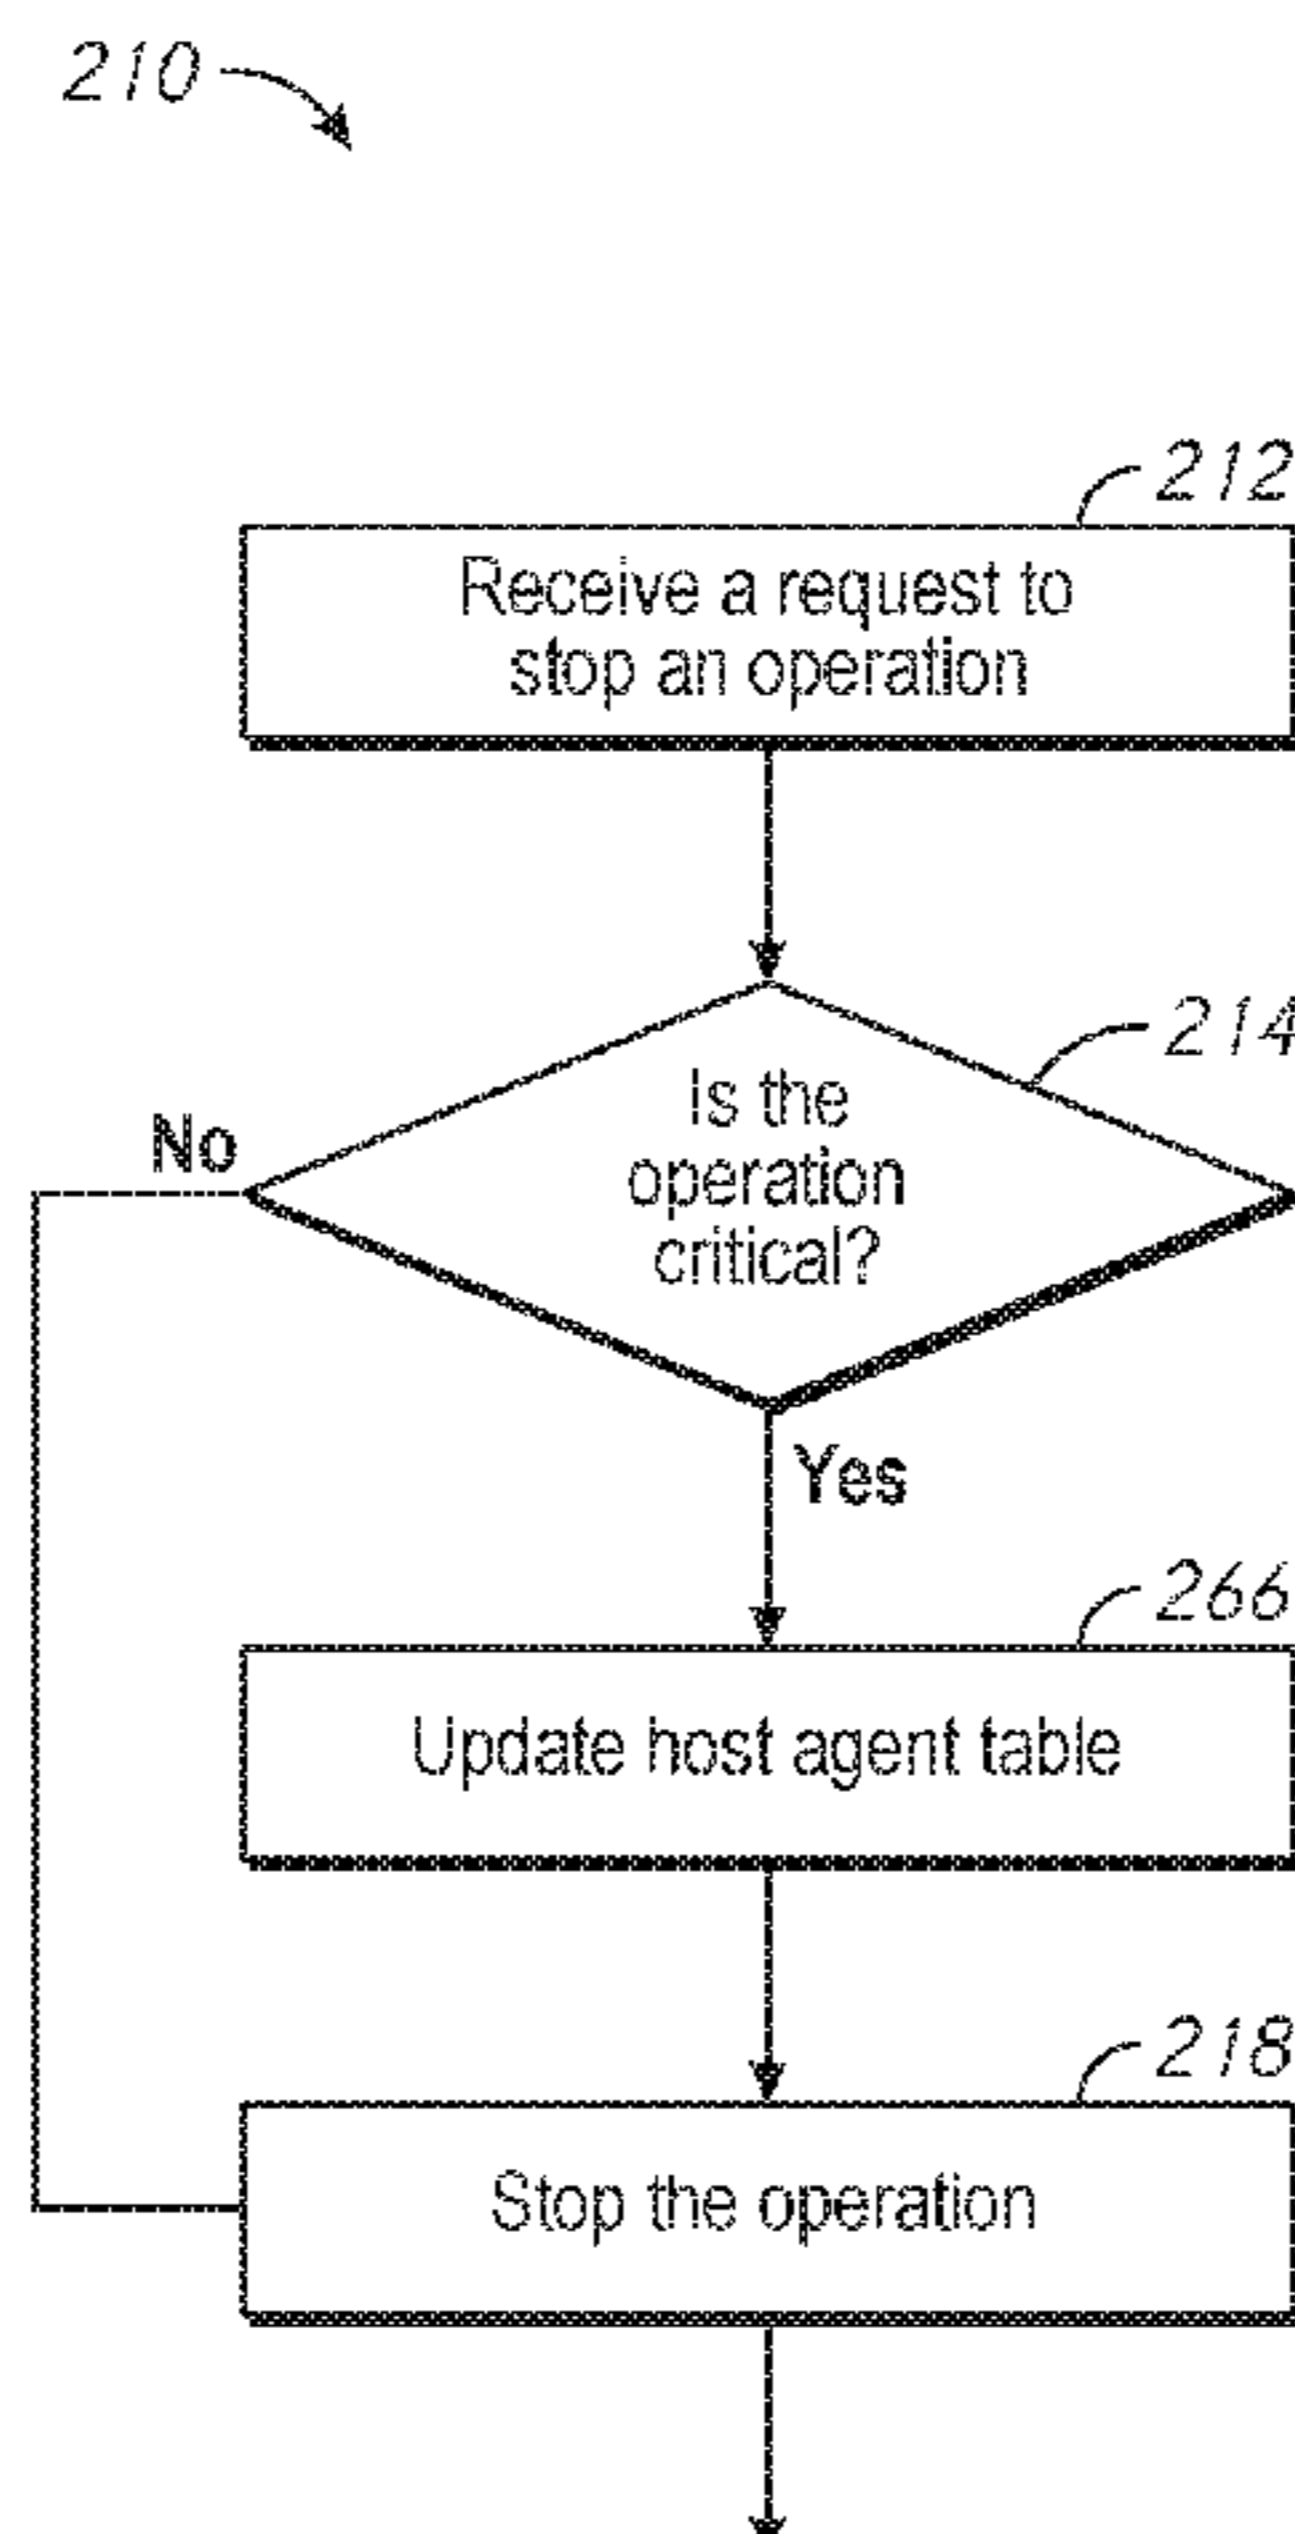 210
212
Receive a request to
stop an operation
214
Is the
operation
critical?
No
Yes
266
Update host agent table
218
Stop the operation